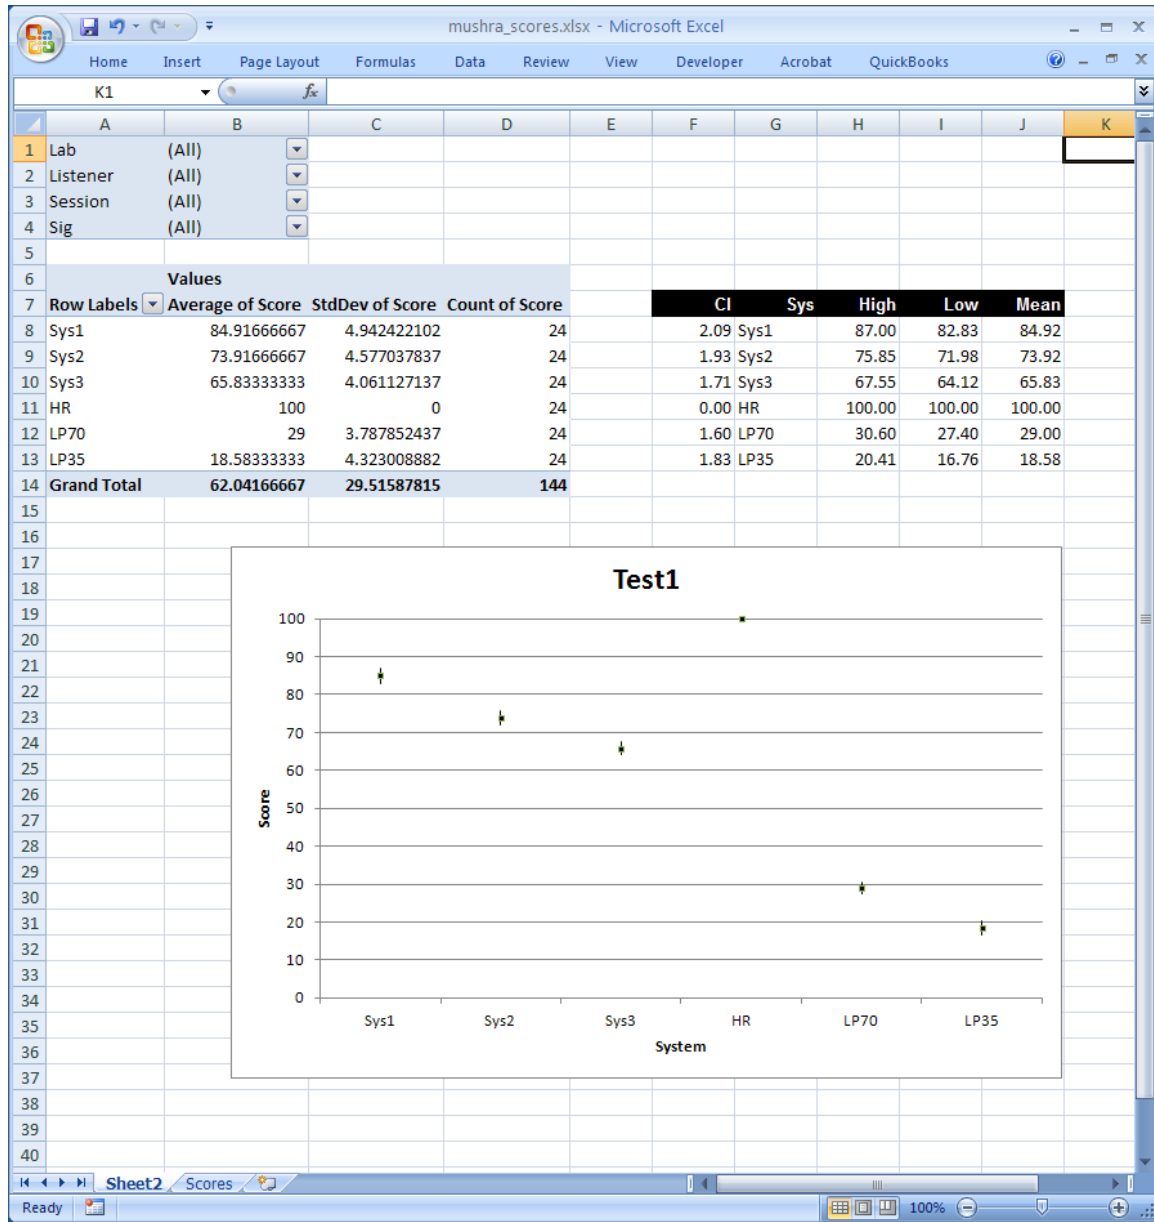 mushra_scores.xlsx - Microsoft Excel
Home Insert Page Layout Formulas Data Review View Developer Acrobat QuickBooks
K1 fx
A B C D E F G H I J K
1 Lab (All)
2 Listener (All)
3 Session (All)
4 Sig (All)
5
6 Values
7 Row Labels Average of Score StdDev of Score Count of Score CI Sys High Low Mean
8 Sys1 84.91666667 4.942422102 24 2.09 Sys1 87.00 82.83 84.92
9 Sys2 73.91666667 4.577037837 24 1.93 Sys2 75.85 71.98 73.92
10 Sys3 65.83333333 4.061127137 24 1.71 Sys3 67.55 64.12 65.83
11 HR 100 0 24 0.00 HR 100.00 100.00 100.00
12 LP70 29 3.787852437 24 1.60 LP70 30.60 27.40 29.00
13 LP35 18.58333333 4.323008882 24 1.83 LP35 20.41 16.76 18.58
14 Grand Total 62.04166667 29.51587815 144
15
16
17
18
19
20
21
22
23
24
25
26
27
28
29
30
31
32
33
34
35
36
37
38
39
40
Test1
100
90
80
70
60
50
40
30
20
10
0
Score
Sys1 Sys2 Sys3 HR LP70 LP35
System
Sheet2 Scores
Ready 100%